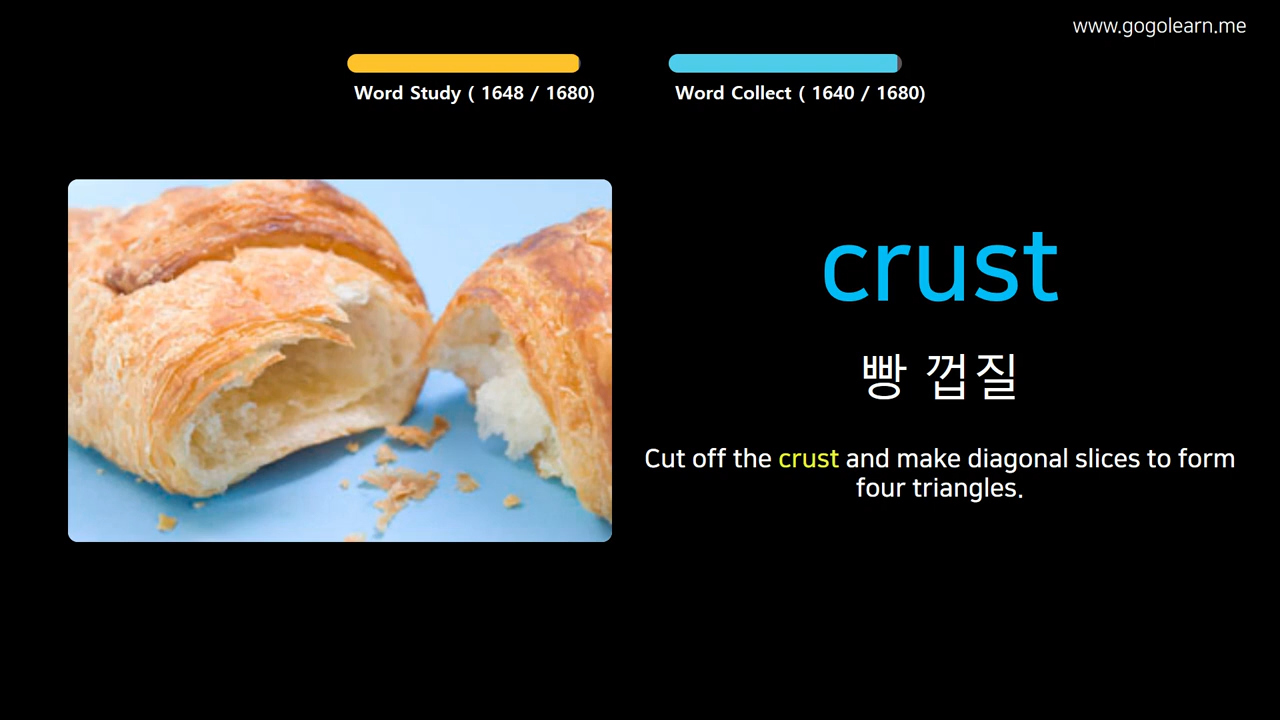 www.gogolearn.me
Word Study ( 1648 / 1680)
Word Collect ( 1640 / 1680)
crust
빵 껍질
Cut off the crust and make diagonal slices to form
four triangles.